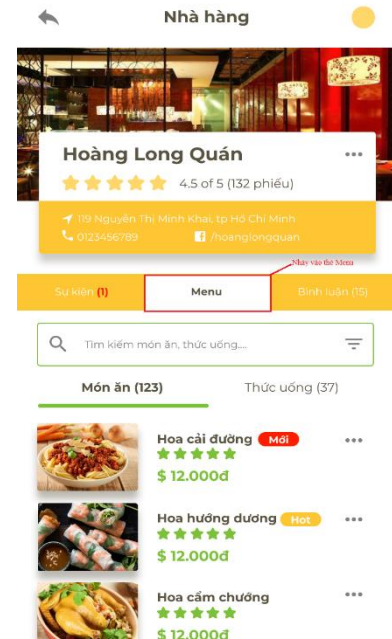 Nhà hàng
Hoàng Long Quán
4.5 of 5 (132 phiếu)
119 Nguyễn Thị Minh Khai, tp Hồ Chí Minh
0123456789 /hoanglongquan
Nhảy vào thẻ Menu
Sự kiện (1) Menu Bình luận (15)
Tìm kiếm món ăn, thức uống....
Món ăn (123) Thức uống (37)
Hoa cải đường Mới
$ 12.000đ
Hoa hướng dương Hot
$ 12.000đ
Hoa cẩm chướng
$ 12.000đ